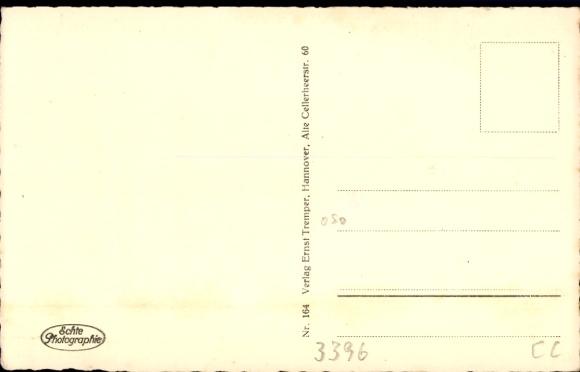 Echte
Photographie
Nr. 164 Verlag Ernst Tremper, Hannover, Alte Cellerheerstr. 60
050
3396
CC